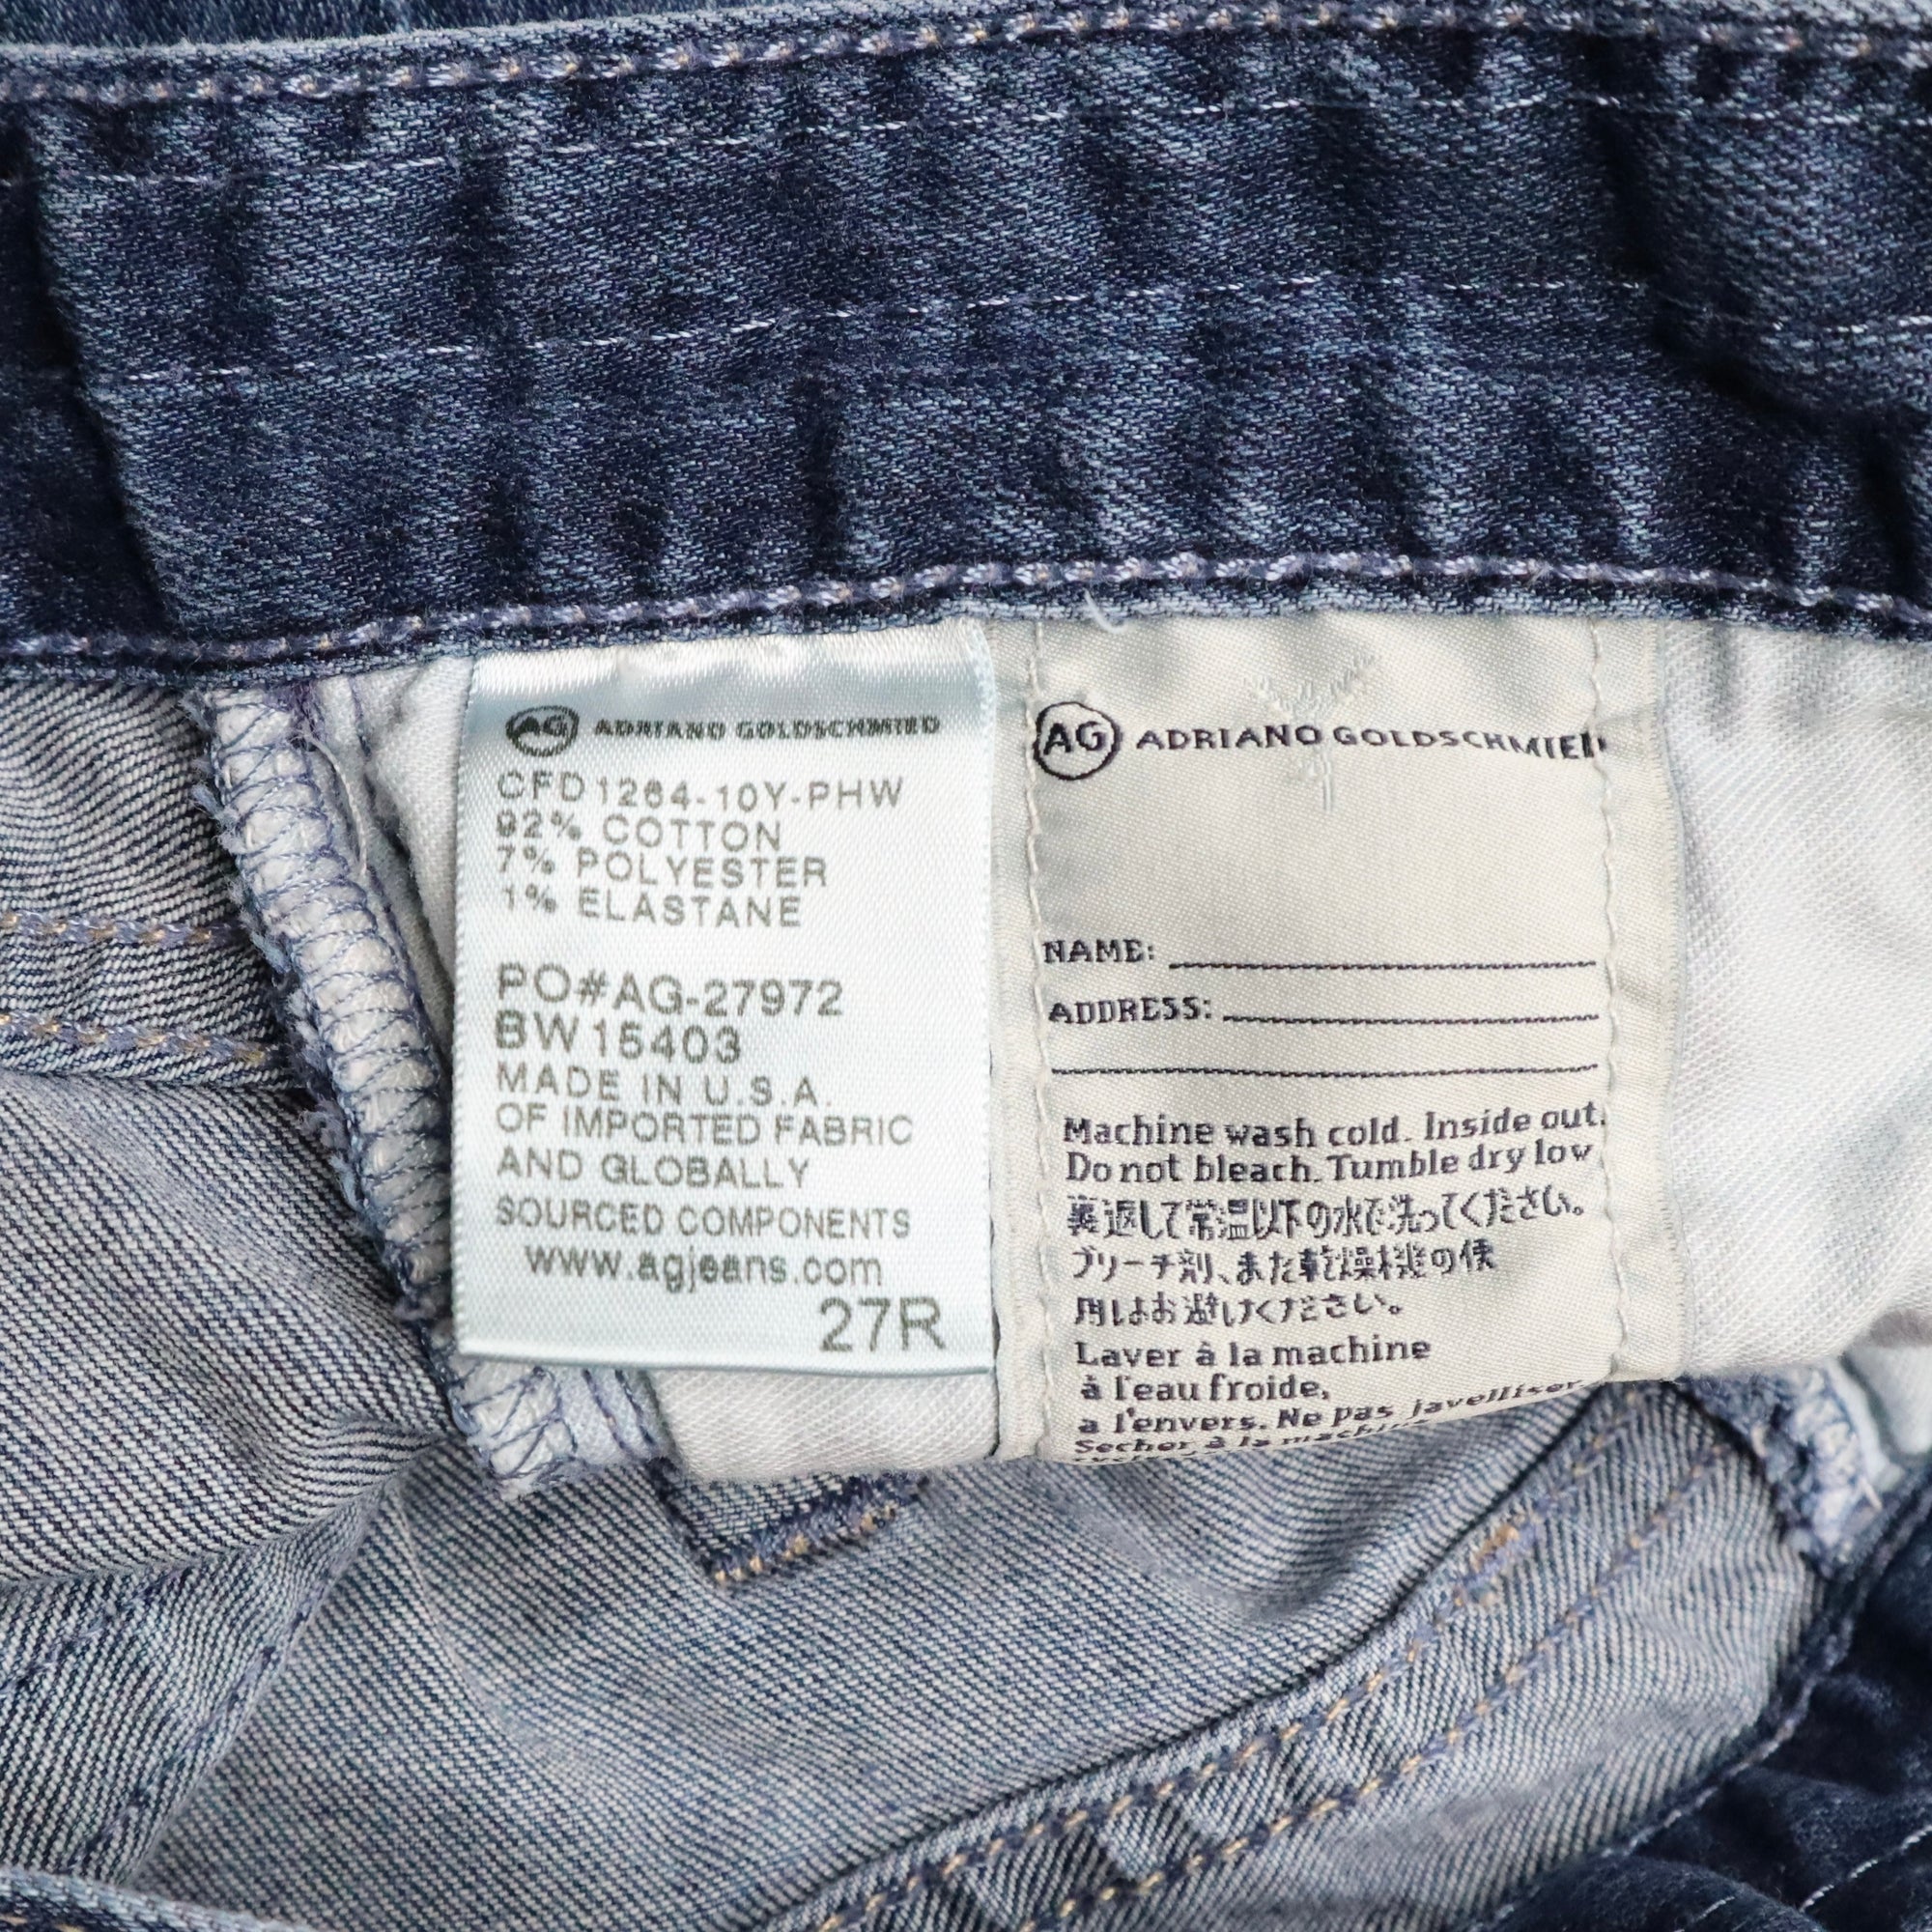 AG ADRIANO GOLDSCHMIED
CFD1264-10Y-PHW
92% COTTON
7% POLYESTER
1% ELASTANE
PO#AG-27972
BW15403
MADE IN U.S.A.
OF IMPORTED FABRIC
AND GLOBALLY
SOURCED COMPONENTS
www.agjeans.com
27R
AG ADRIANO GOLDSCHMIED
NAME:
ADDRESS:
Machine wash cold. Inside out.
Do not bleach. Tumble dry low
裏返して常温以下の水で洗ってください。
ブリーチ剤、また乾燥機の使
用はお避けください。
Laver à la machine
à l'eau froide,
a l'envers. Ne pas javelliser
Secher à la machine